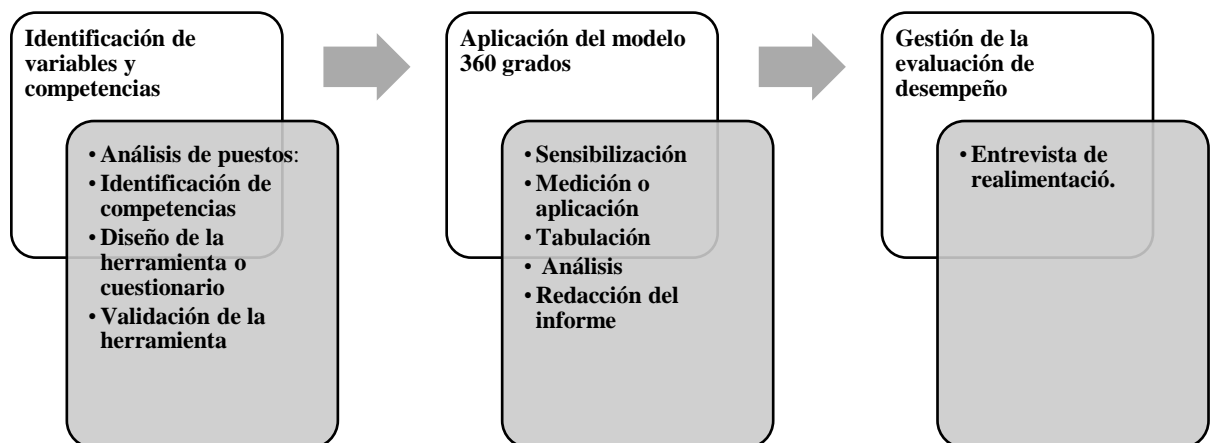 Identificación de
variables y
competencias
• Análisis de puestos:
• Identificación de
competencias
• Diseño de la
herramienta o
cuestionario
• Validación de la
herramienta
Aplicación del modelo
360 grados
• Sensibilización
• Medición o
aplicación
• Tabulación
• Análisis
• Redacción del
informe
Gestión de la
evaluación de
desempeño
• Entrevista de
realimentació.